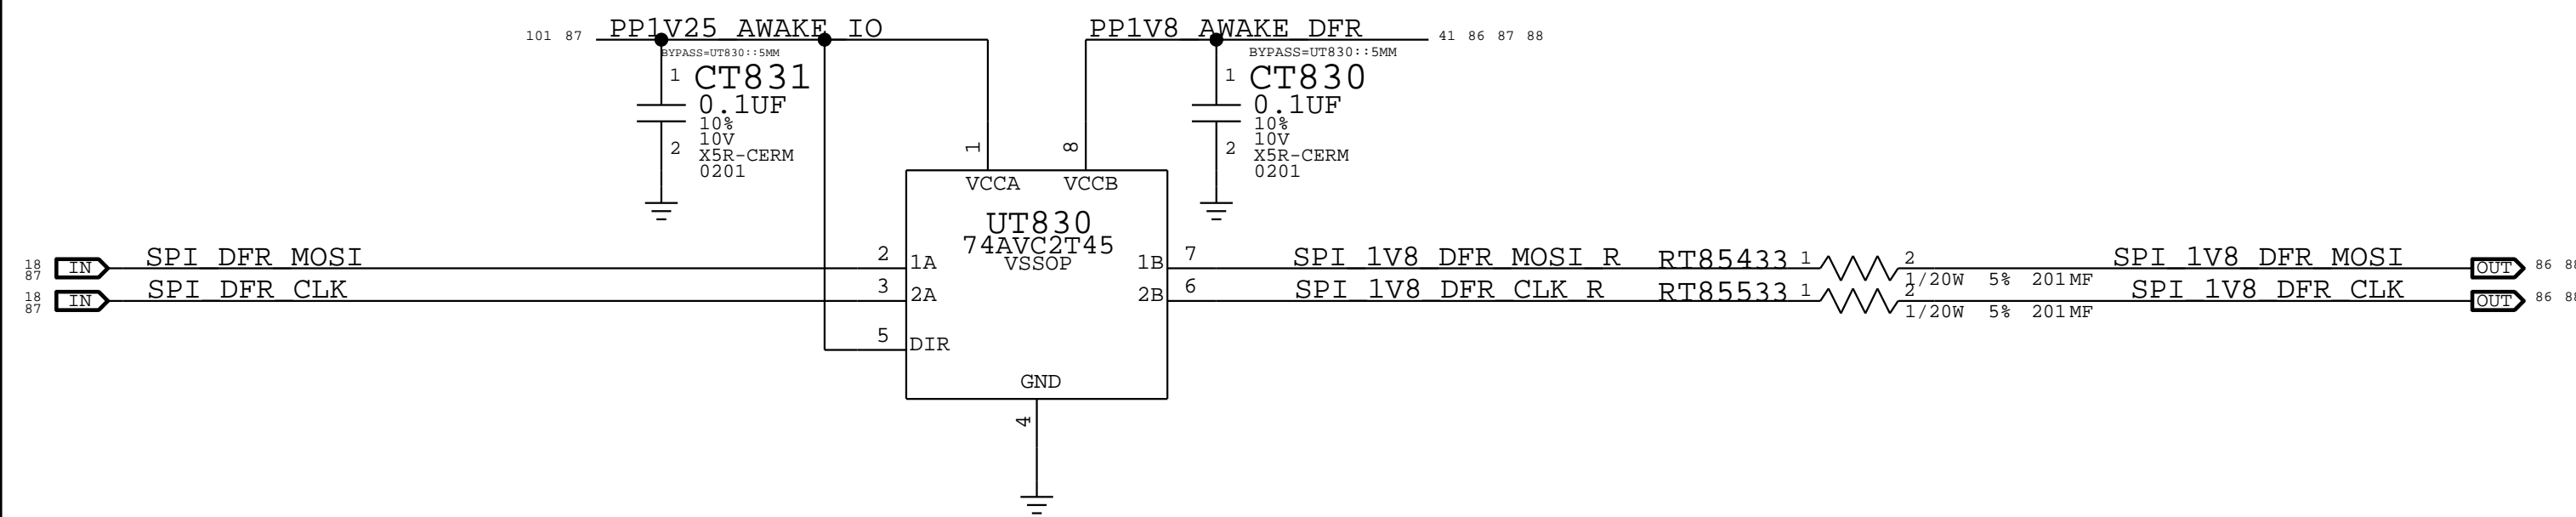 101 87 PP1V25_AWAKE_IO
PP1V8_AWAKE_DFR 41 86 87 88
BYPASS=UT830::5MM
1 CT831
0.1UF
10%
10V
2 X5R-CERM
0201
BYPASS=UT830::5MM
1 CT830
0.1UF
10%
10V
2 X5R-CERM
0201
1 8
VCCA VCCB
UT830
74AVC2T45
VSSOP
18
87 IN SPI_DFR_MOSI 2 1A
1B 7 SPI_1V8_DFR_MOSI_R RT85433 1 2 SPI_1V8_DFR_MOSI OUT 86 88
1/20W 5% 201 MF
18
87 IN SPI_DFR_CLK 3 2A
2B 6 SPI_1V8_DFR_CLK_R RT85533 1 2 SPI_1V8_DFR_CLK OUT 86 88
1/20W 5% 201 MF
5 DIR
GND
4